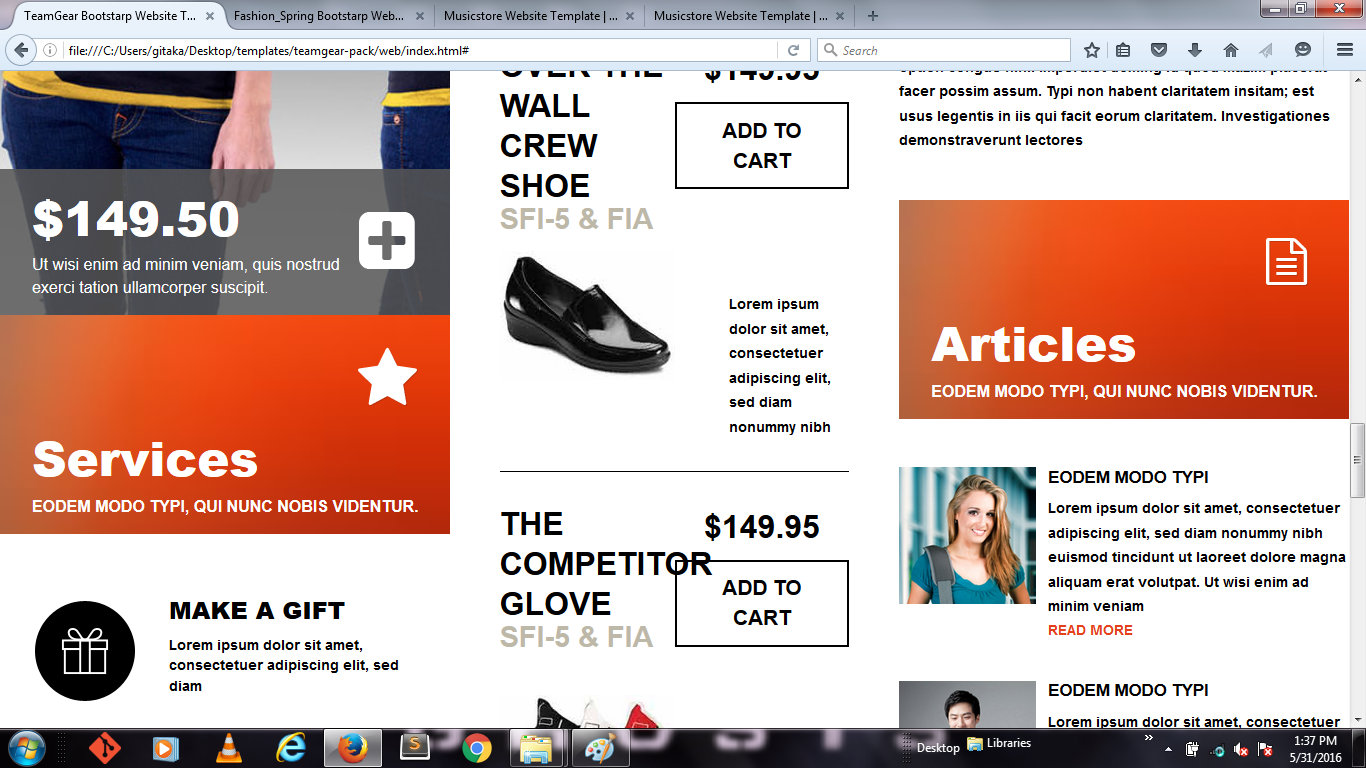 TeamGear Bootstarp Website T...
Fashion_Spring Bootstarp Web...
Musicstore Website Template | ...
Musicstore Website Template | ...
file:///C:/Users/gitaka/Desktop/templates/teamgear-pack/web/index.html#
Search
$149.50
Ut wisi enim ad minim veniam, quis nostrud
exerci tation ullamcorper suscipit.
Services
EODEM MODO TYPI, QUI NUNC NOBIS VIDENTUR.
MAKE A GIFT
Lorem ipsum dolor sit amet,
consectetuer adipiscing elit, sed
diam
OVER THE
WALL
CREW
SHOE
SFI-5 & FIA
$149.95
ADD TO
CART
Lorem ipsum
dolor sit amet,
consectetuer
adipiscing elit,
sed diam
nonummy nibh
THE
COMPETITOR
GLOVE
SFI-5 & FIA
$149.95
ADD TO
CART
facer possim assum. Typi non habent claritatem insitam; est
usus legentis in iis qui facit eorum claritatem. Investigationes
demonstraverunt lectores
Articles
EODEM MODO TYPI, QUI NUNC NOBIS VIDENTUR.
EODEM MODO TYPI
Lorem ipsum dolor sit amet, consectetuer
adipiscing elit, sed diam nonummy nibh
euismod tincidunt ut laoreet dolore magna
aliquam erat volutpat. Ut wisi enim ad
minim veniam
READ MORE
EODEM MODO TYPI
Lorem ipsum dolor sit amet, consectetuer
Desktop
Libraries
1:37 PM
5/31/2016